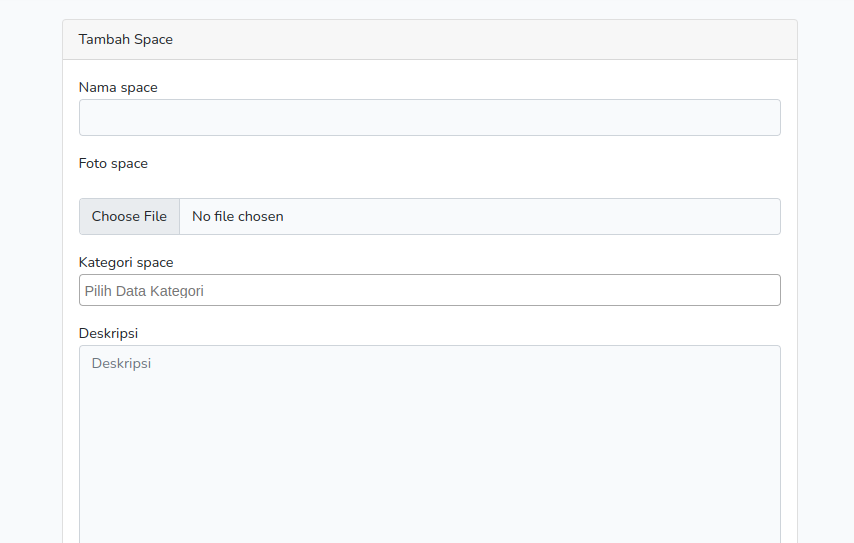 Tambah Space
Nama space
Foto space
Choose File No file chosen
Kategori space
Pilih Data Kategori
Deskripsi
Deskripsi